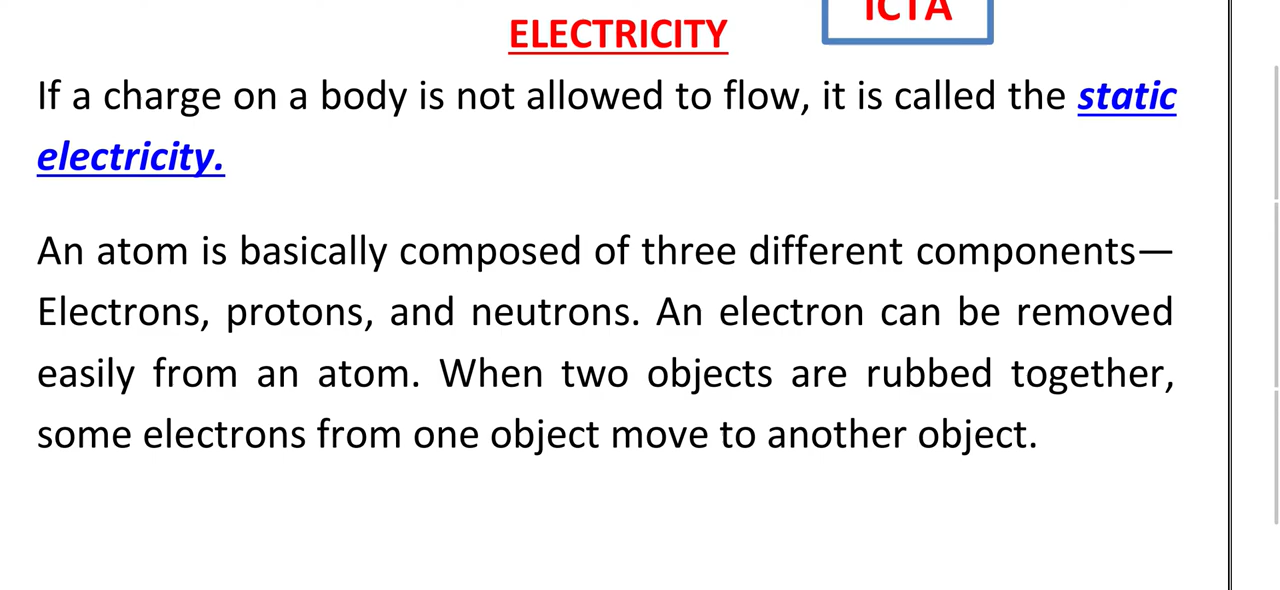 ICTA
ELECTRICITY
If a charge on a body is not allowed to flow, it is called the static
electricity.
An atom is basically composed of three different components—
Electrons, protons, and neutrons. An electron can be removed
easily from an atom. When two objects are rubbed together,
some electrons from one object move to another object.